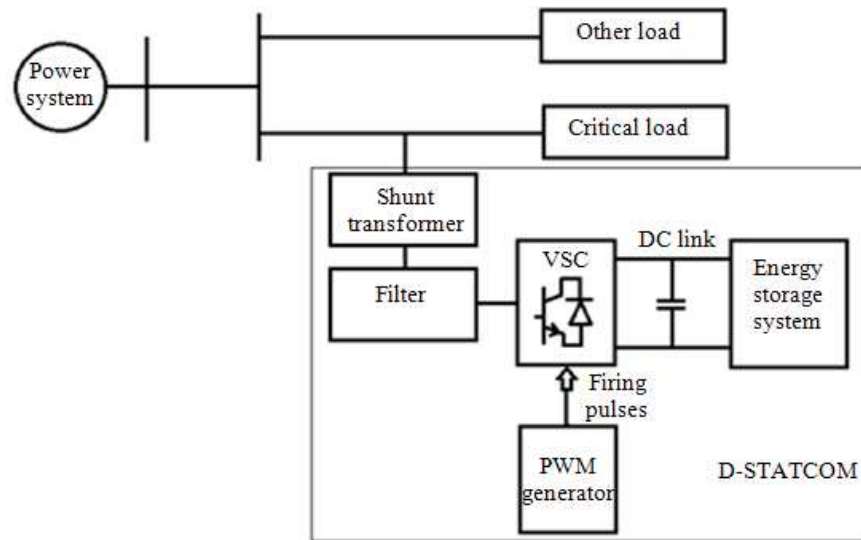 Other load
Power
system
Critical load
Shunt
transformer
DC link
VSC
Energy
storage
system
Filter
Firing
pulses
PWM
generator
D-STATCOM